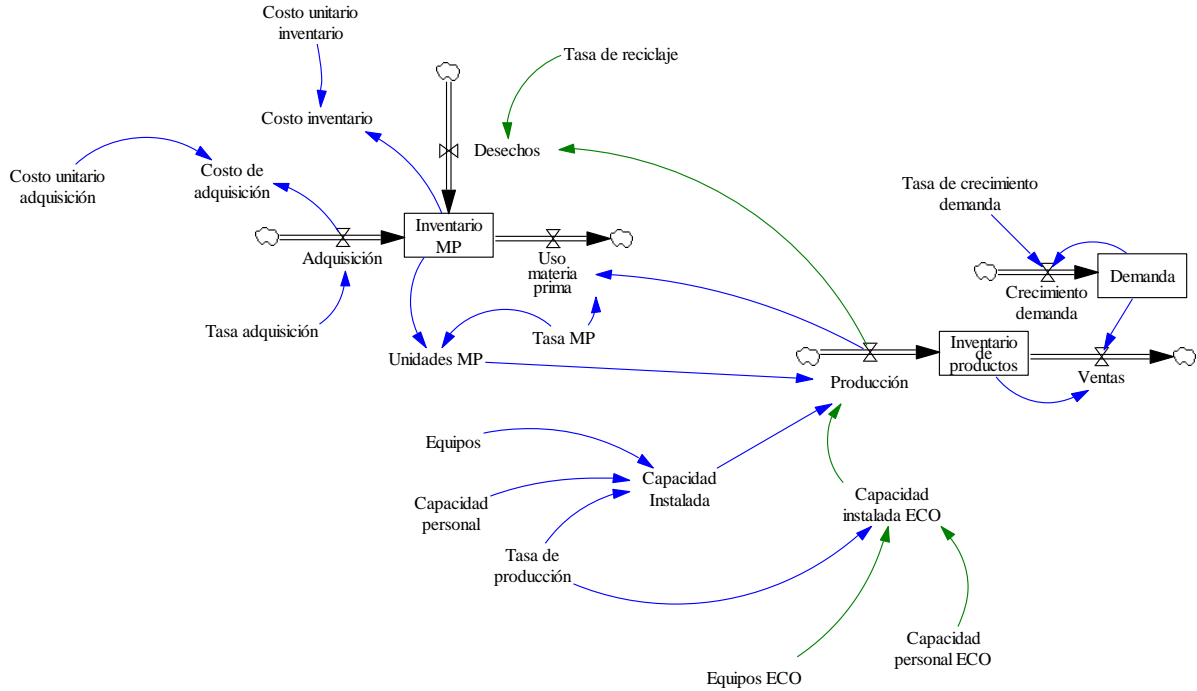 Costo unitario
inventario
Tasa de reciclaje
Costo inventario
Desechos
Costo unitario
adquisición
Costo de
adquisición
Tasa de crecimiento
demanda
Inventario
MP
Adquisición
Uso
materia
prima
Demanda
Crecimiento
demanda
Tasa adquisición
Tasa MP
Unidades MP
Inventario
de
productos
Producción
Ventas
Equipos
Capacidad
Instalada
Capacidad
personal
Capacidad
instalada ECO
Tasa de
producción
Capacidad
personal ECO
Equipos ECO